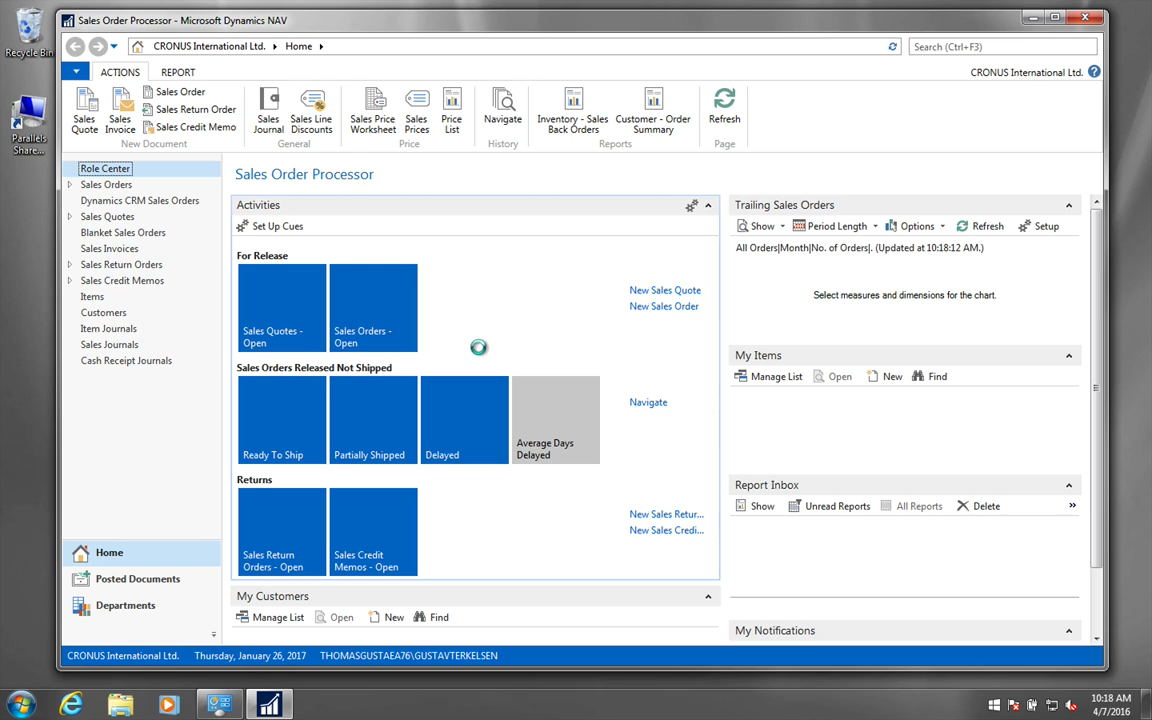 Recycle Bin
Parallels
Share...
Sales Order Processor - Microsoft Dynamics NAV
CRONUS International Ltd.
Home
Search (Ctrl+F3)
ACTIONS
REPORT
CRONUS International Ltd.
Sales
Quote
Sales
Invoice
Sales Order
Sales Return Order
Sales Credit Memo
New Document
Sales
Journal
Sales Line
Discounts
General
Sales Price
Worksheet
Sales
Prices
Price
List
Price
Navigate
History
Inventory - Sales
Back Orders
Customer - Order
Summary
Reports
Refresh
Page
Role Center
Sales Orders
Dynamics CRM Sales Orders
Sales Quotes
Blanket Sales Orders
Sales Invoices
Sales Return Orders
Sales Credit Memos
Items
Customers
Item Journals
Sales Journals
Cash Receipt Journals
Home
Posted Documents
Departments
Sales Order Processor
Activities
Set Up Cues
For Release
Sales Quotes -
Open
Sales Orders -
Open
New Sales Quote
New Sales Order
Sales Orders Released Not Shipped
Ready To Ship
Partially Shipped
Delayed
Average Days
Delayed
Navigate
Returns
Sales Return
Orders - Open
Sales Credit
Memos - Open
New Sales Retur...
New Sales Credi...
My Customers
Manage List
Open
New
Find
Trailing Sales Orders
Show
Period Length
Options
Refresh
Setup
All Orders|Month|No. of Orders|. (Updated at 10:18:12 AM.)
Select measures and dimensions for the chart.
My Items
Manage List
Open
New
Find
Report Inbox
Show
Unread Reports
All Reports
Delete
»
My Notifications
CRONUS International Ltd.
Thursday, January 26, 2017
THOMASGUSTAEA76\GUSTAVTERKELSEN
10:18 AM
4/7/2016